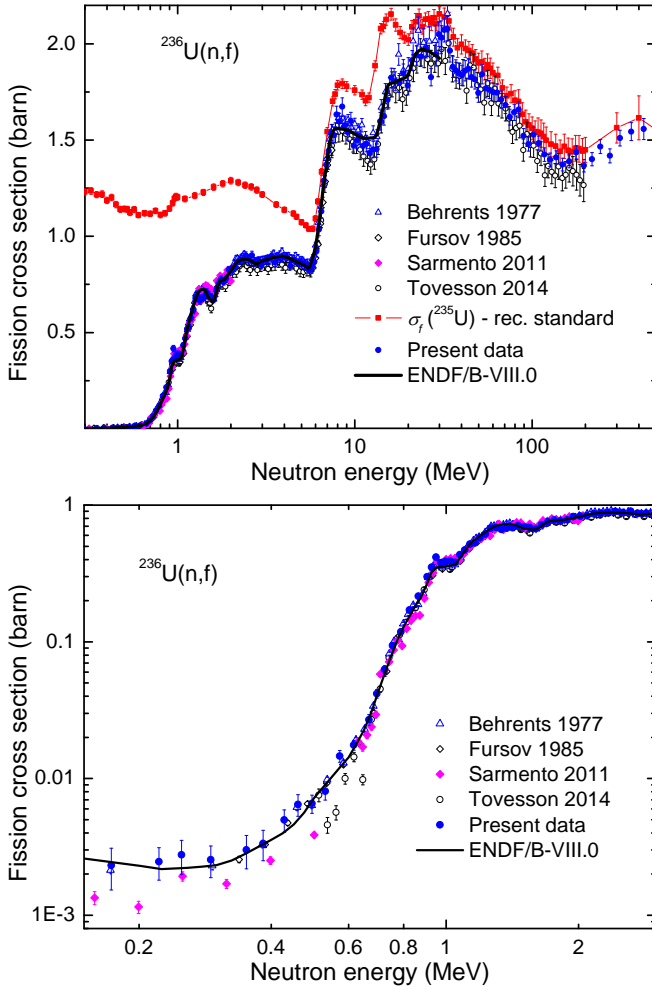 2.0
1.5
1.0
0.5
1
10
100
Fission cross section (barn)
Neutron energy (MeV)
²³⁶U(n,f)
Behrents 1977
Fursov 1985
Sarmento 2011
Tovesson 2014
σf(²³⁵U) - rec. standard
Present data
ENDF/B-VIII.0
1
0.1
0.01
1E-3
0.2
0.4
0.6
0.8
1
2
Fission cross section (barn)
Neutron energy (MeV)
²³⁶U(n,f)
Behrents 1977
Fursov 1985
Sarmento 2011
Tovesson 2014
Present data
ENDF/B-VIII.0